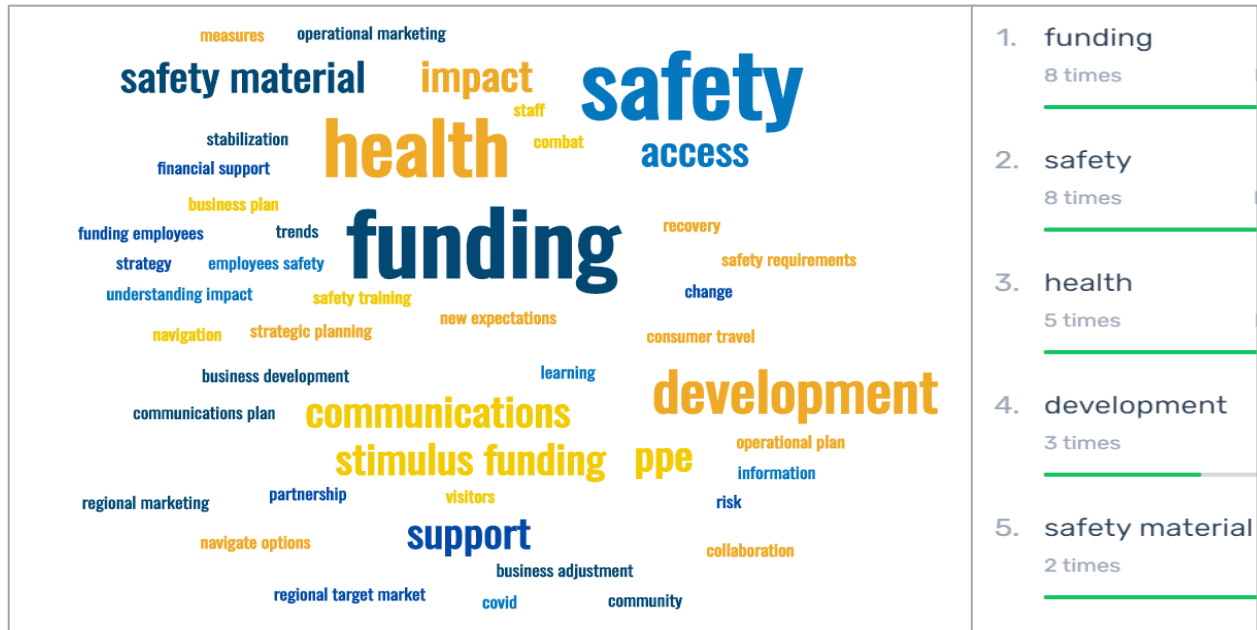 measures
operational marketing
safety material
impact
safety
staff
health
stabilization
combat
access
financial support
business plan
funding
funding employees
trends
recovery
strategy
employees safety
safety requirements
understanding impact
safety training
change
new expectations
navigation
strategic planning
consumer travel
business development
learning
development
communications plan
communications
operational plan
stimulus funding
ppe
information
regional marketing
partnership
visitors
risk
support
navigate options
collaboration
business adjustment
regional target market
covid
community
1. funding
8 times
2. safety
8 times
3. health
5 times
4. development
3 times
5. safety material
2 times